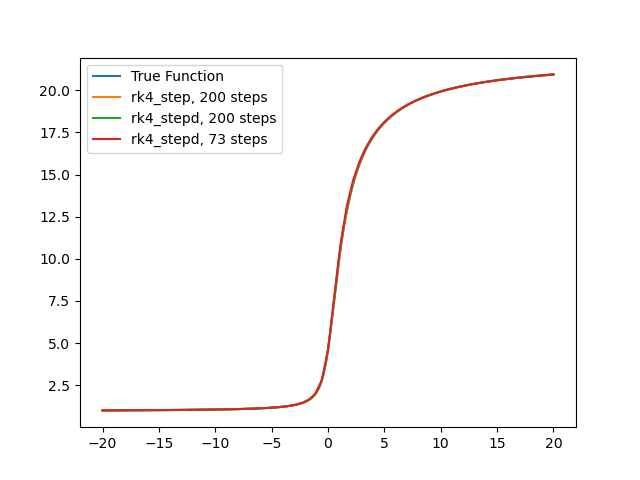 True Function
rk4_step, 200 steps
rk4_stepd, 200 steps
rk4_stepd, 73 steps
20.0
17.5
15.0
12.5
10.0
7.5
5.0
2.5
−20 −15 −10 −5 0 5 10 15 20